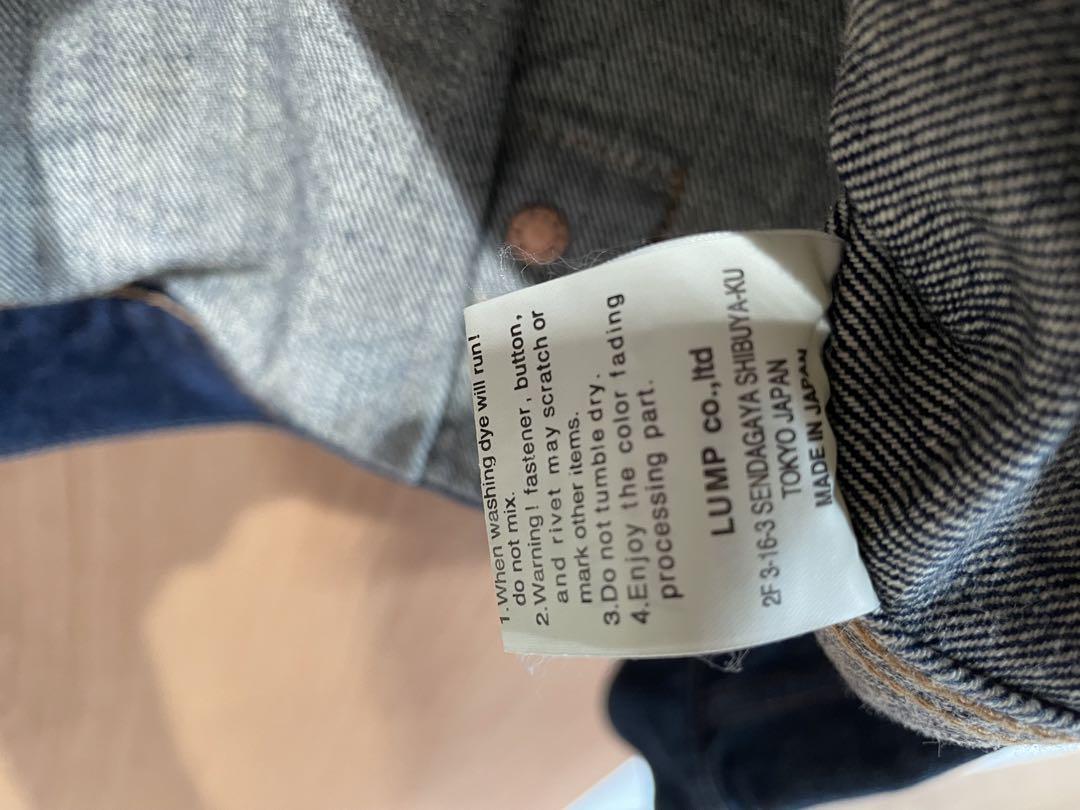 1.When washing dye will run!
do not mix.
2.Warning! fastener, button,
and rivet may scratch or
mark other items.
3.Do not tumble dry.
4.Enjoy the color fading
processing part.
LUMP co.,ltd
2F 3-16-3 SENDAGAYA SHIBUYA-KU
TOKYO JAPAN
MADE IN JAPAN